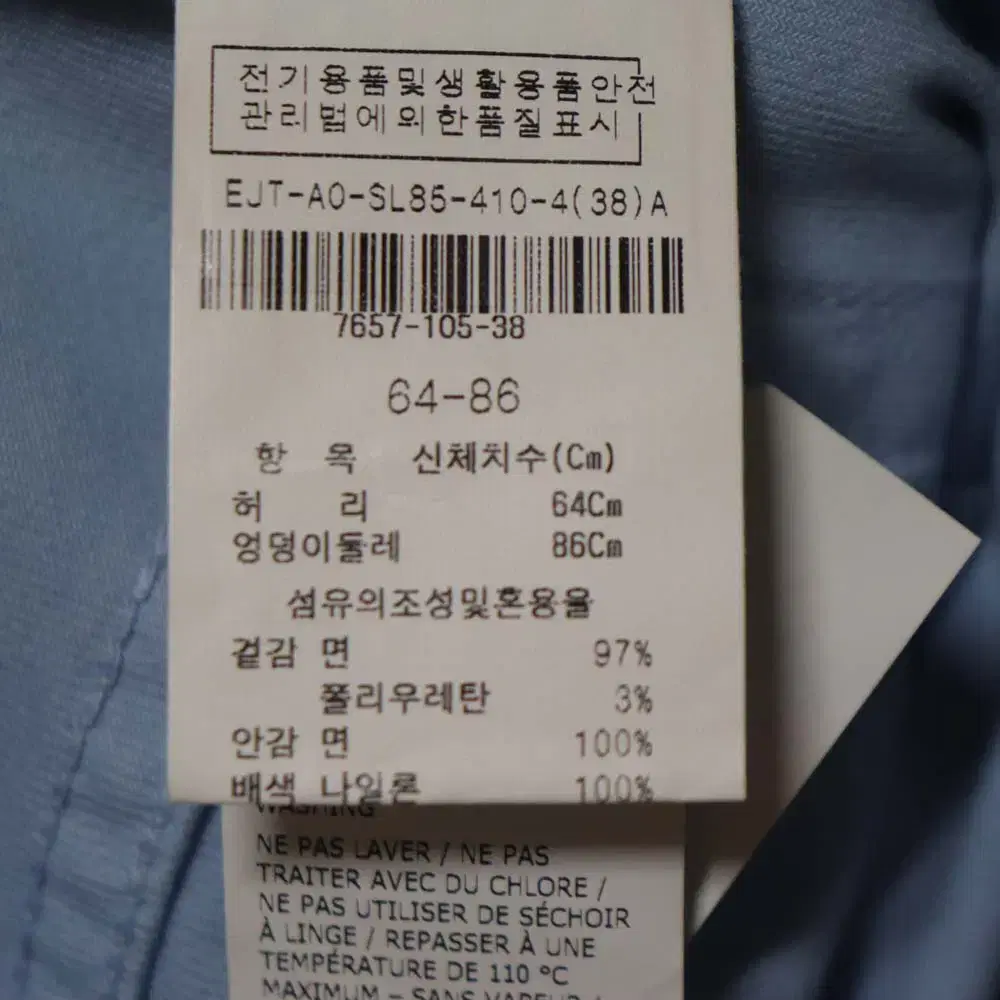 전기용품및생활용품안전
관리법에의한품질표시
EJT-AO-SL85-410-4(38)A
7657-105-38
64-86
항 목 신체치수(Cm)
허 리 64Cm
엉덩이둘레 86Cm
섬유의조성및혼용율
겉감 면 97%
폴리우레탄 3%
안감 면 100%
배색 나일론 100%
WASHING
NE PAS LAVER / NE PAS
TRAITER AVEC DU CHLORE /
NE PAS UTILISER DE SÉCHOIR
À LINGE / REPASSER À UNE
TEMPÉRATURE DE 110 °C
MAXIMUM – SANS VAPEUR /